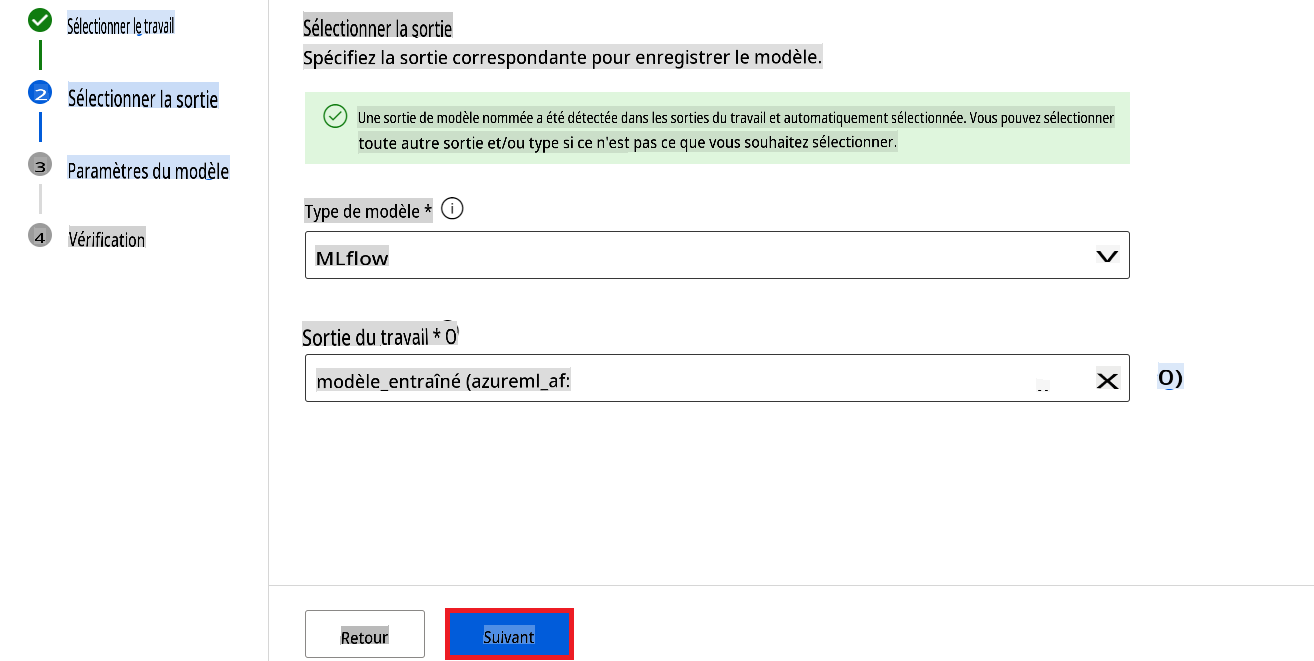 Sélectionner le travail
2
Sélectionner la sortie
3
Paramètres du modèle
4
Vérification
Sélectionner la sortie
Spécifiez la sortie correspondante pour enregistrer le modèle.
Une sortie de modèle nommée a été détectée dans les sorties du travail et automatiquement sélectionnée. Vous pouvez sélectionner
toute autre sortie et/ou type si ce n'est pas ce que vous souhaitez sélectionner.
Type de modèle *
MLflow
Sortie du travail * O
modèle_entraîné (azureml_af:
O)
Retour
Suivant